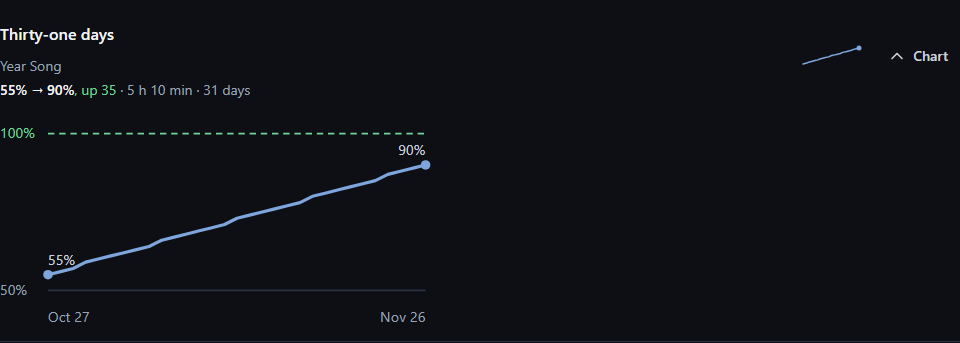 Thirty-one days
Chart
Year Song
55% → 90%, up 35 · 5 h 10 min · 31 days
100%
90%
55%
50%
Oct 27
Nov 26